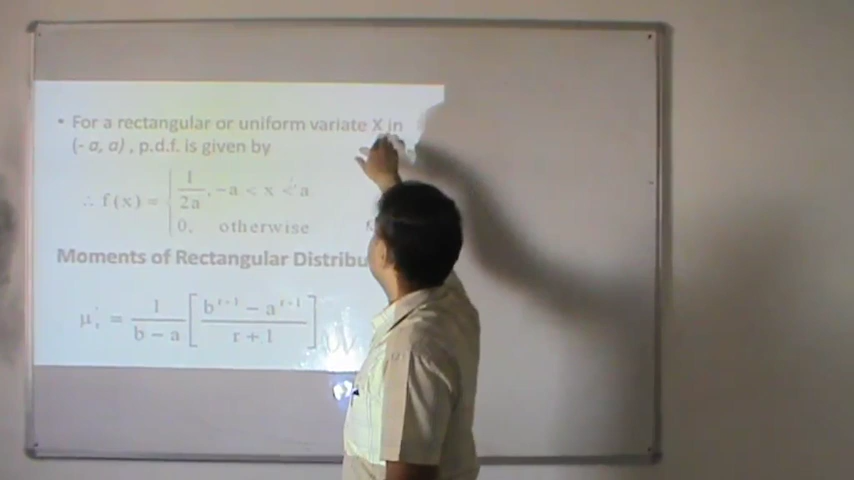 • For a rectangular or uniform variate X in
(- a, a) , p.d.f. is given by
∴ f(x) = { 1/2a , -a < x < a
0, otherwise
Moments of Rectangular
μ'r = 1/(b - a) [ (b^(r+1) - a^(r+1)) / (r + 1) ]